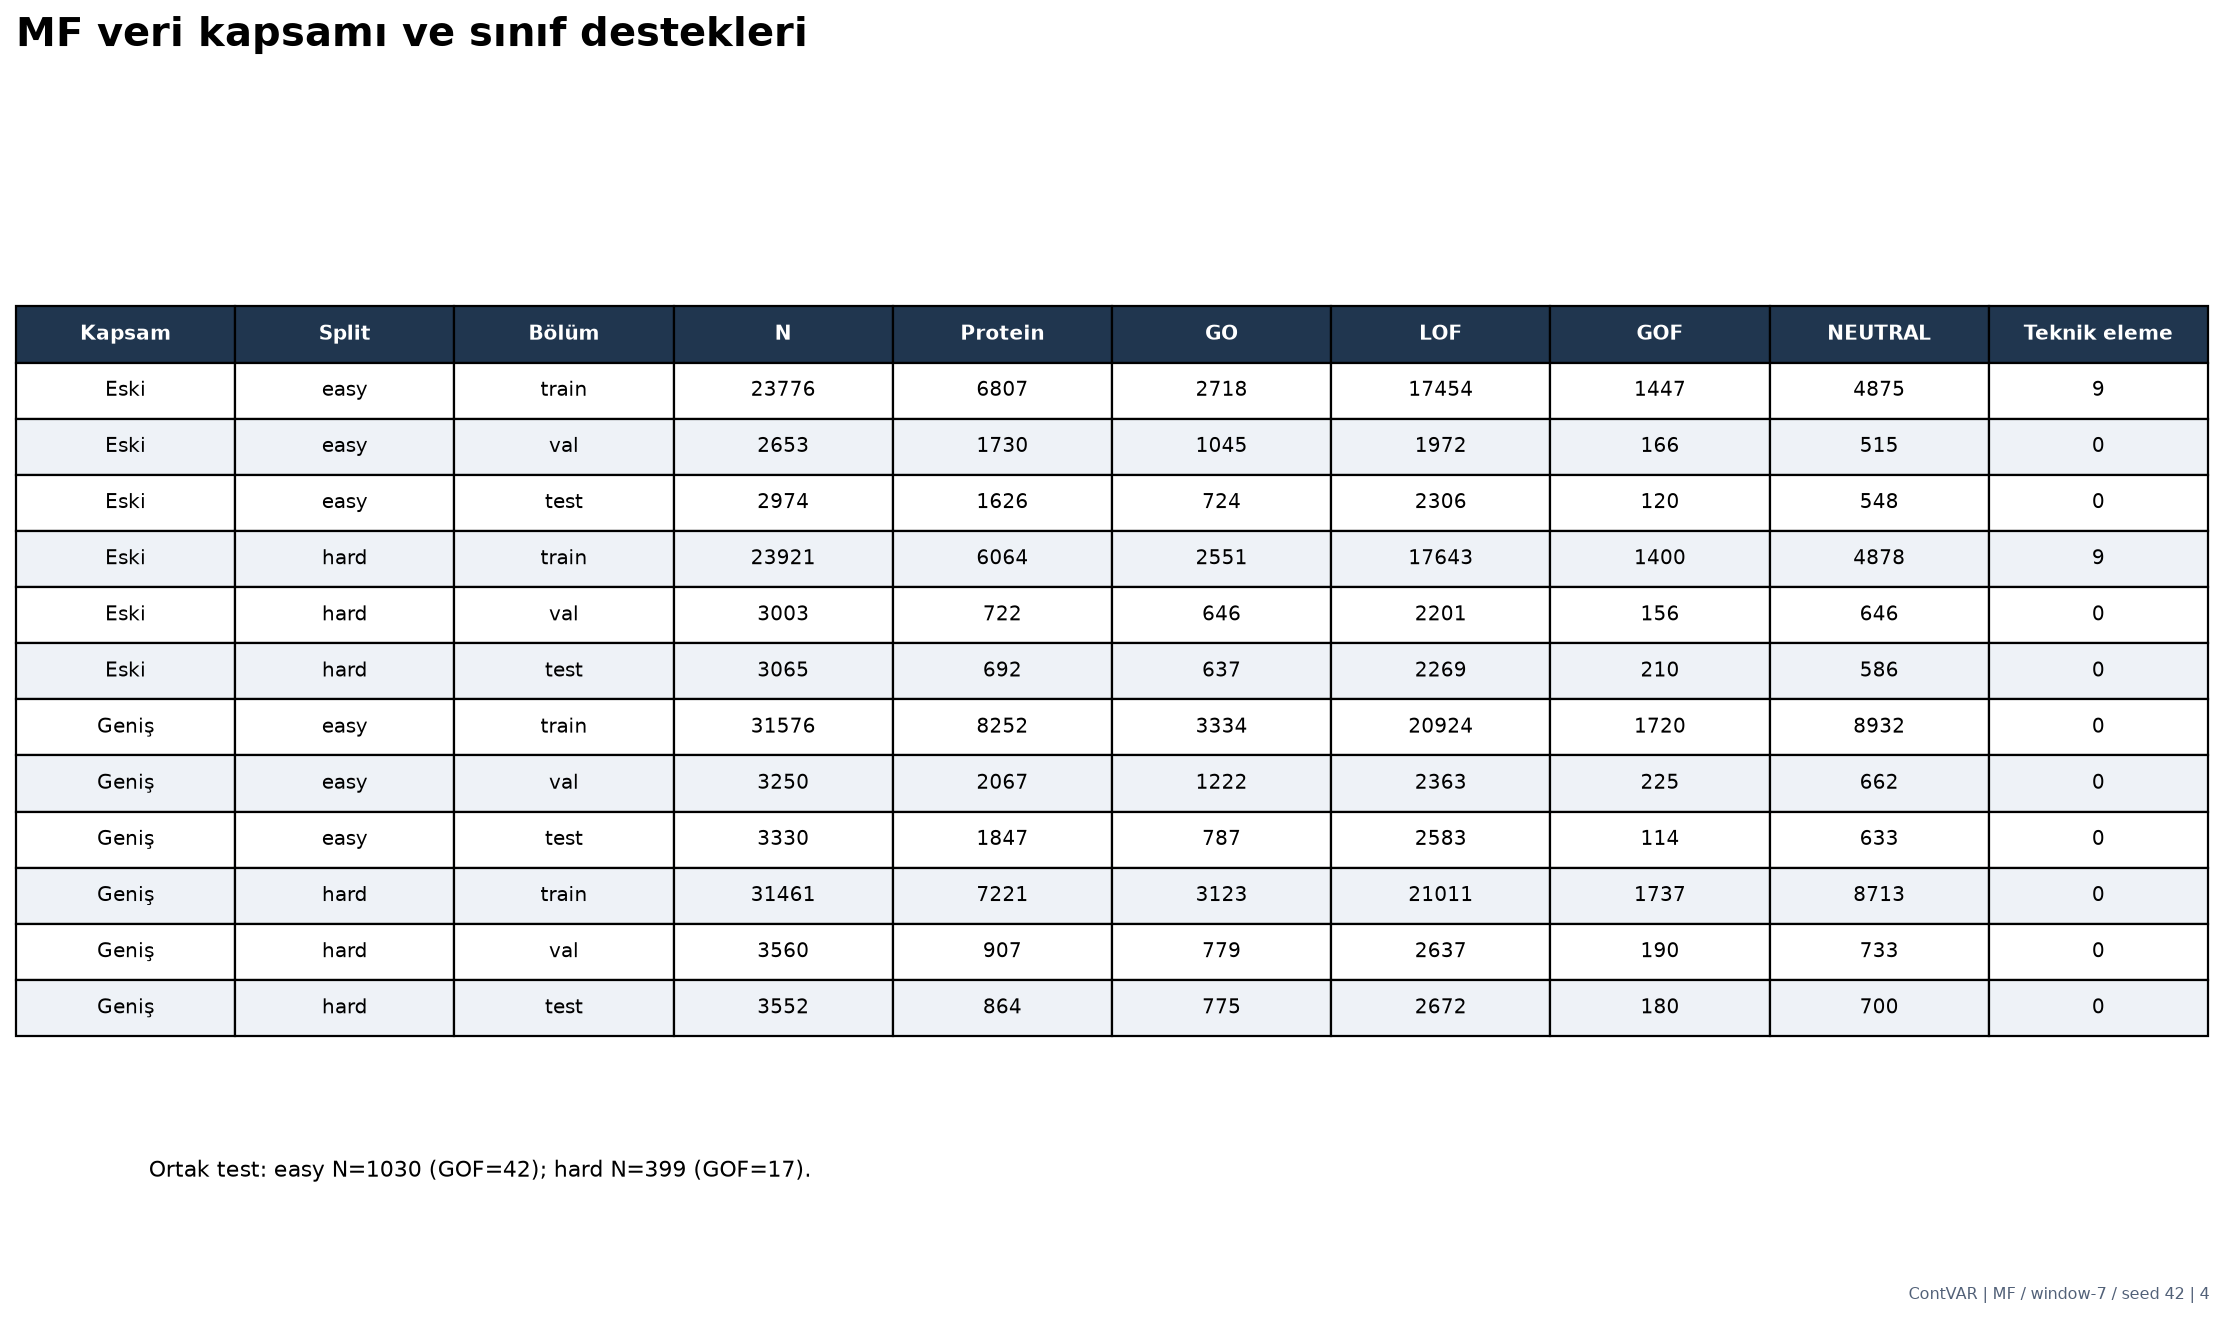 MF veri kapsamı ve sınıf destekleri
Kapsam Split Bölüm N Protein GO LOF GOF NEUTRAL Teknik eleme
Eski easy train 23776 6807 2718 17454 1447 4875 9
Eski easy val 2653 1730 1045 1972 166 515 0
Eski easy test 2974 1626 724 2306 120 548 0
Eski hard train 23921 6064 2551 17643 1400 4878 9
Eski hard val 3003 722 646 2201 156 646 0
Eski hard test 3065 692 637 2269 210 586 0
Geniş easy train 31576 8252 3334 20924 1720 8932 0
Geniş easy val 3250 2067 1222 2363 225 662 0
Geniş easy test 3330 1847 787 2583 114 633 0
Geniş hard train 31461 7221 3123 21011 1737 8713 0
Geniş hard val 3560 907 779 2637 190 733 0
Geniş hard test 3552 864 775 2672 180 700 0
Ortak test: easy N=1030 (GOF=42); hard N=399 (GOF=17).
ContVAR | MF / window-7 / seed 42 | 4